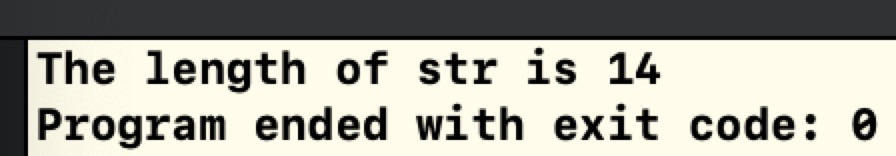 The length of str is 14
Program ended with exit code: 0